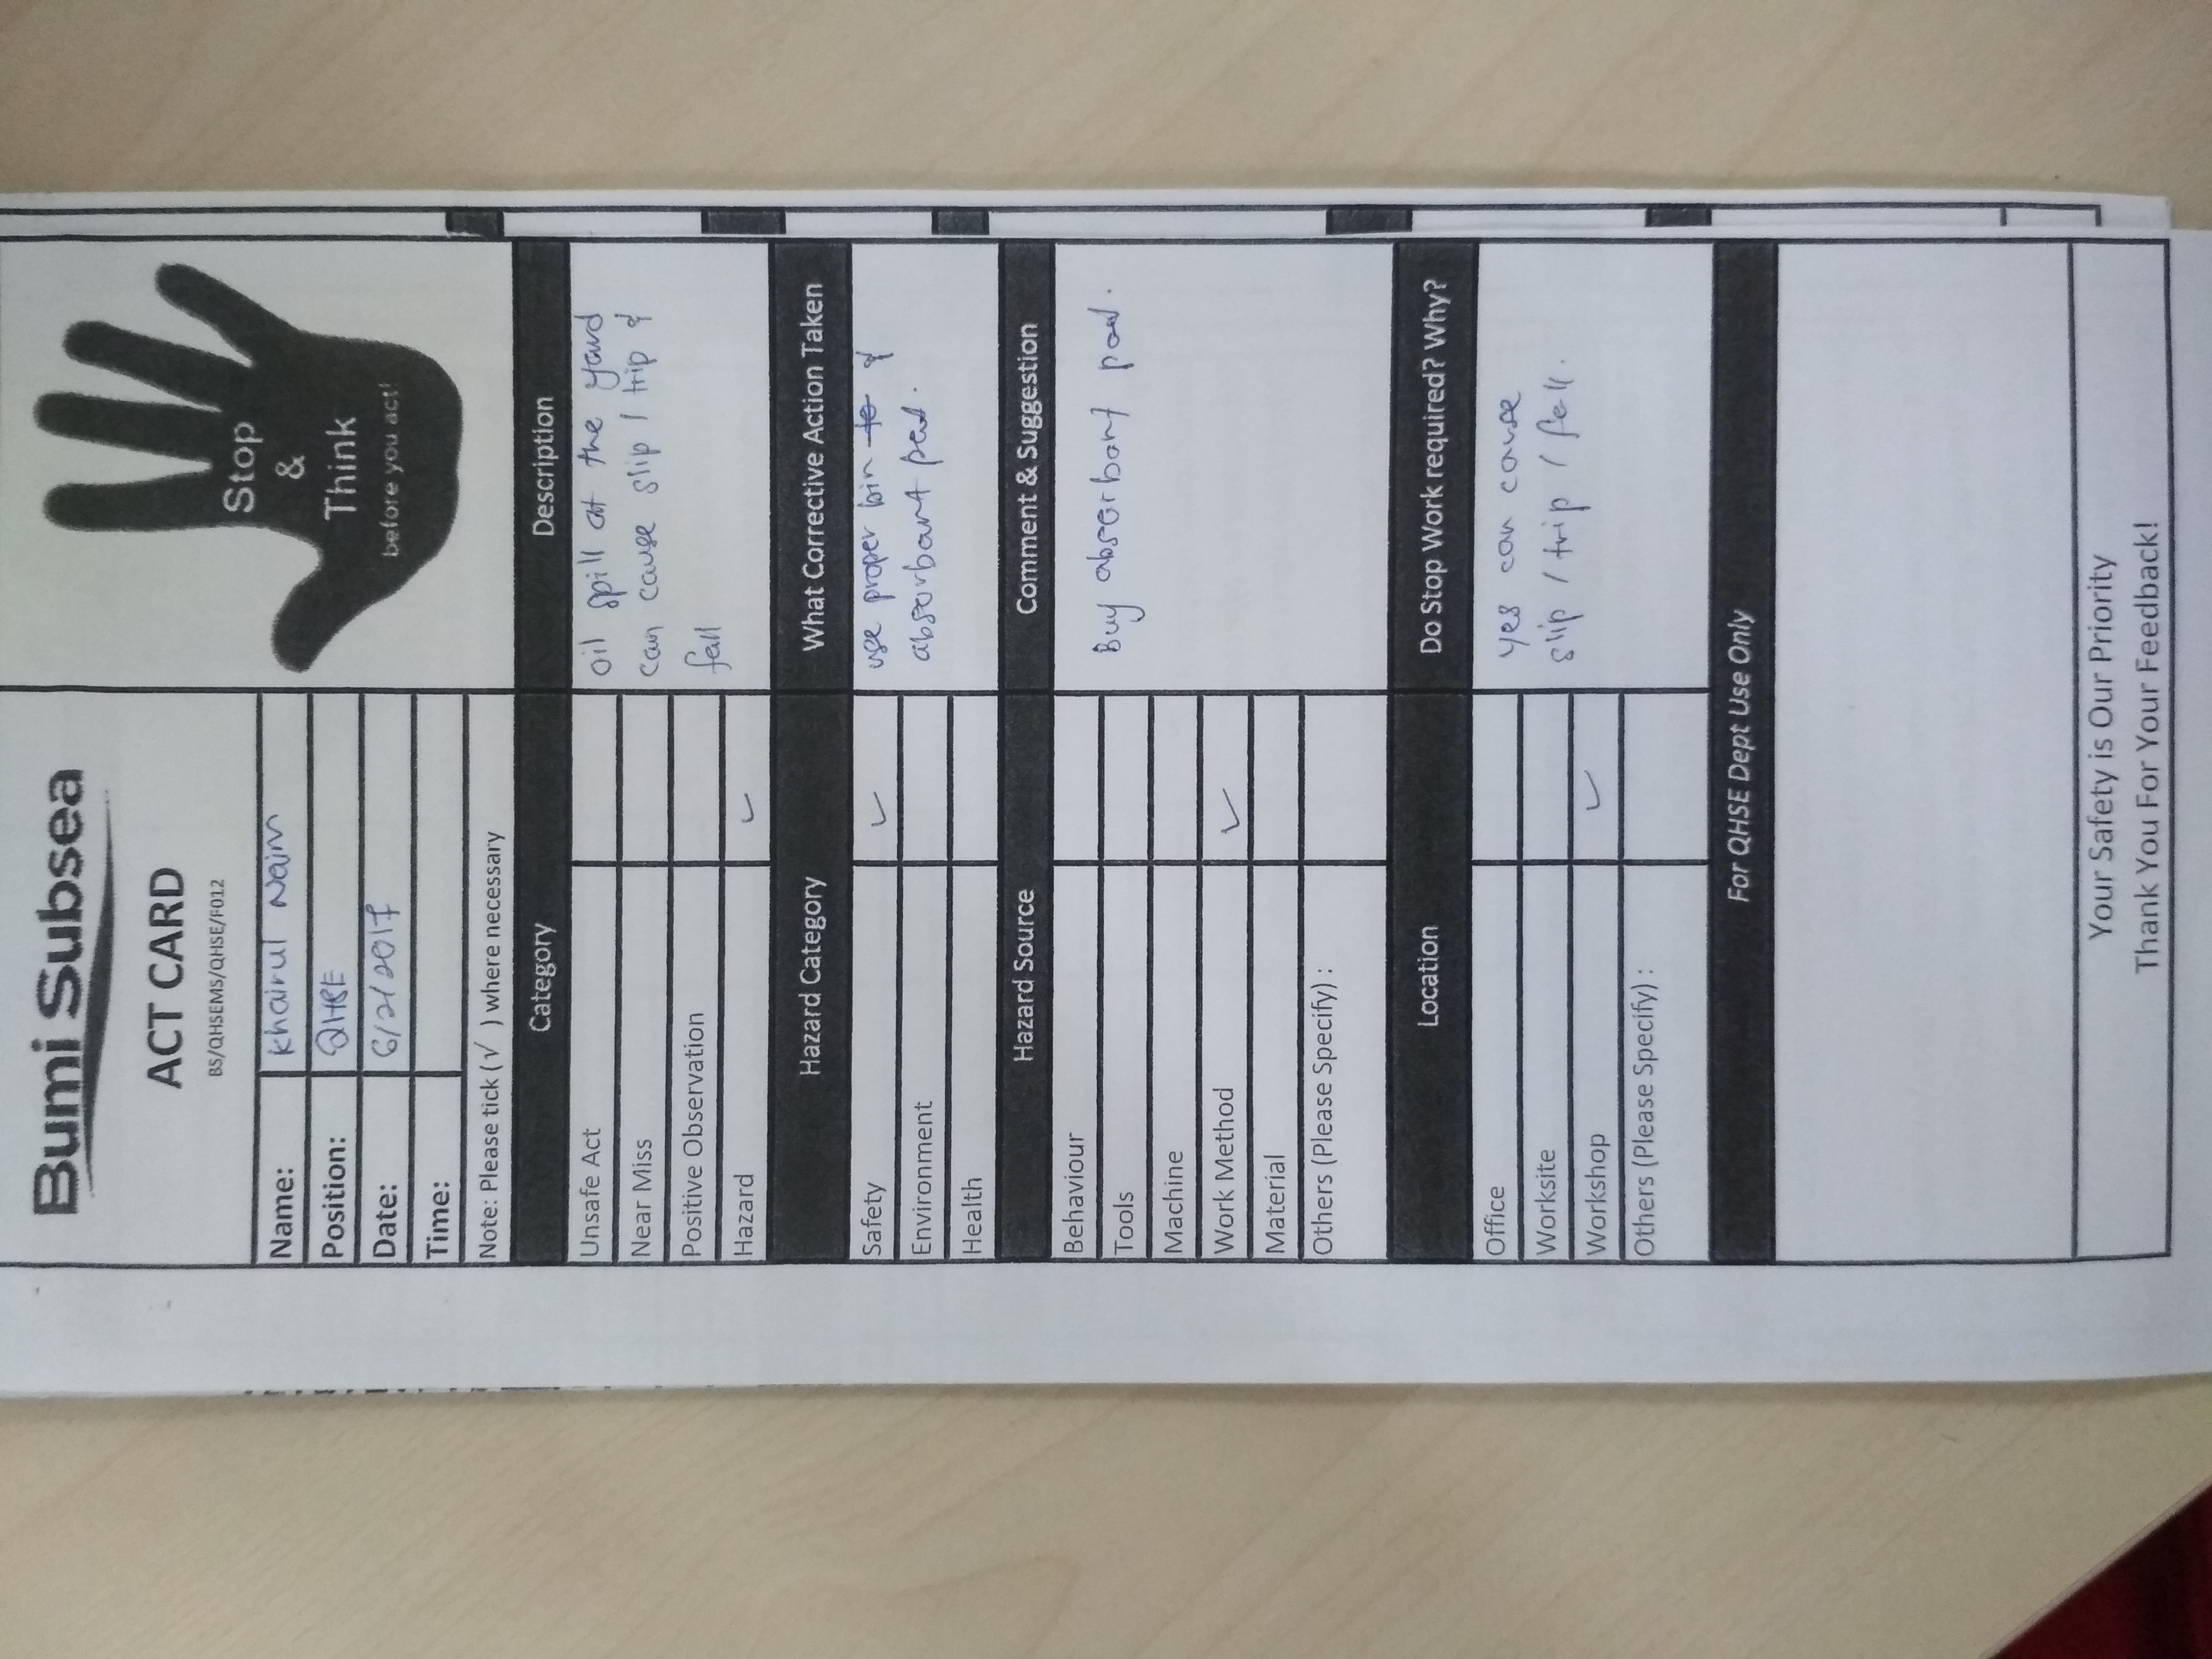 Bumi Subsea
ACT CARD
BS/QHSEMS/QHSE/F012
Stop
&
Think
before you act!
Name: Khairul Naim
Position: QHSE
Date: 6/2/2017
Time:
Note: Please tick (√ ) where necessary
Category Description
Unsafe Act
Near Miss
Positive Observation
Hazard ✓
oil spill at the yard
can cause slip / trip &
fall
Hazard Category What Corrective Action Taken
Safety ✓
Environment
Health
use proper bin to &
absorbant pad.
Hazard Source Comment & Suggestion
Behaviour
Tools
Machine
Work Method ✓
Material
Others (Please Specify) :
Buy absorbant pad.
Location Do Stop Work required? Why?
Office
Worksite
Workshop ✓
Others (Please Specify) :
yes can cause
slip / trip / fell.
For QHSE Dept Use Only
Your Safety is Our Priority
Thank You For Your Feedback!